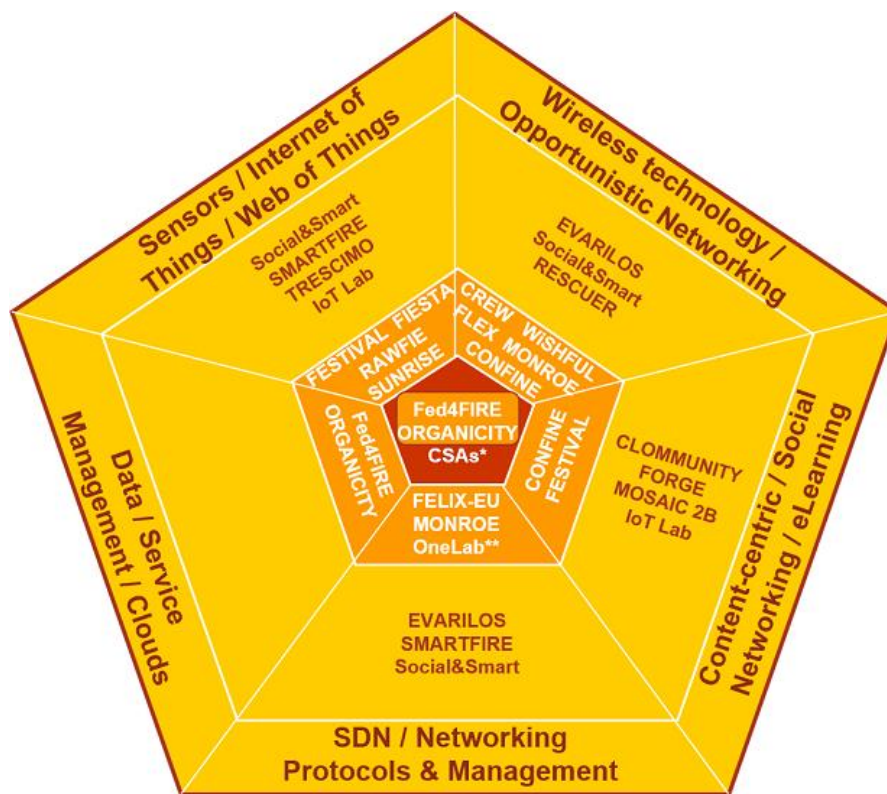 Sensors / Internet of
Things / Web of Things
Wireless technology /
Opportunistic Networking
Social&Smart
SMARTFIRE
TRESCIMO
IoT Lab
EVARILOS
Social&Smart
RESCUER
FESTIVAL FIESTA
RAWFIE
SUNRISE
CREW WiSHFUL
FLEX MONROE
CONFINE
Fed4FIRE
ORGANICITY
Fed4FIRE
ORGANICITY
CSAs*
CONFINE
FESTIVAL
FELIX-EU
MONROE
OneLab**
Data / Service
Management / Clouds
CLOMMUNITY
FORGE
MOSAIC 2B
IoT Lab
Content-centric / Social
Networking / eLearning
EVARILOS
SMARTFIRE
Social&Smart
SDN / Networking
Protocols & Management